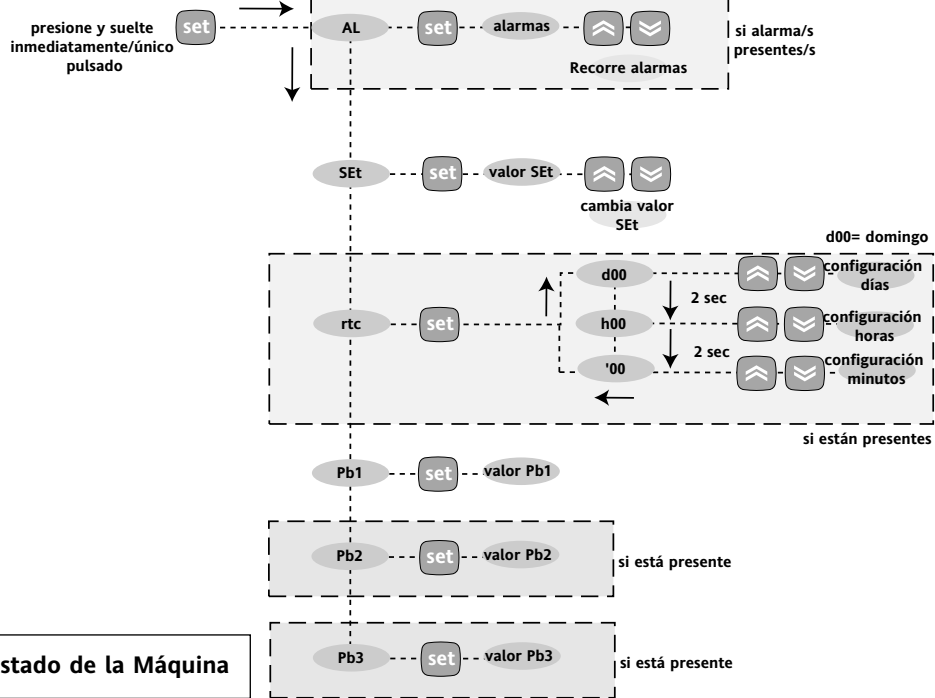 presione y suelte
inmediatamente/único
pulsado
set
AL
set
alarmas
Recorre alarmas
si alarma/s
presentes/s
SEt
set
valor SEt
cambia valor
SEt
d00= domingo
rtc
set
d00
2 sec
configuración
días
h00
2 sec
configuración
horas
'00
configuración
minutos
si están presentes
Pb1
set
valor Pb1
Pb2
set
valor Pb2
si está presente
Pb3
set
valor Pb3
si está presente
stado de la Máquina